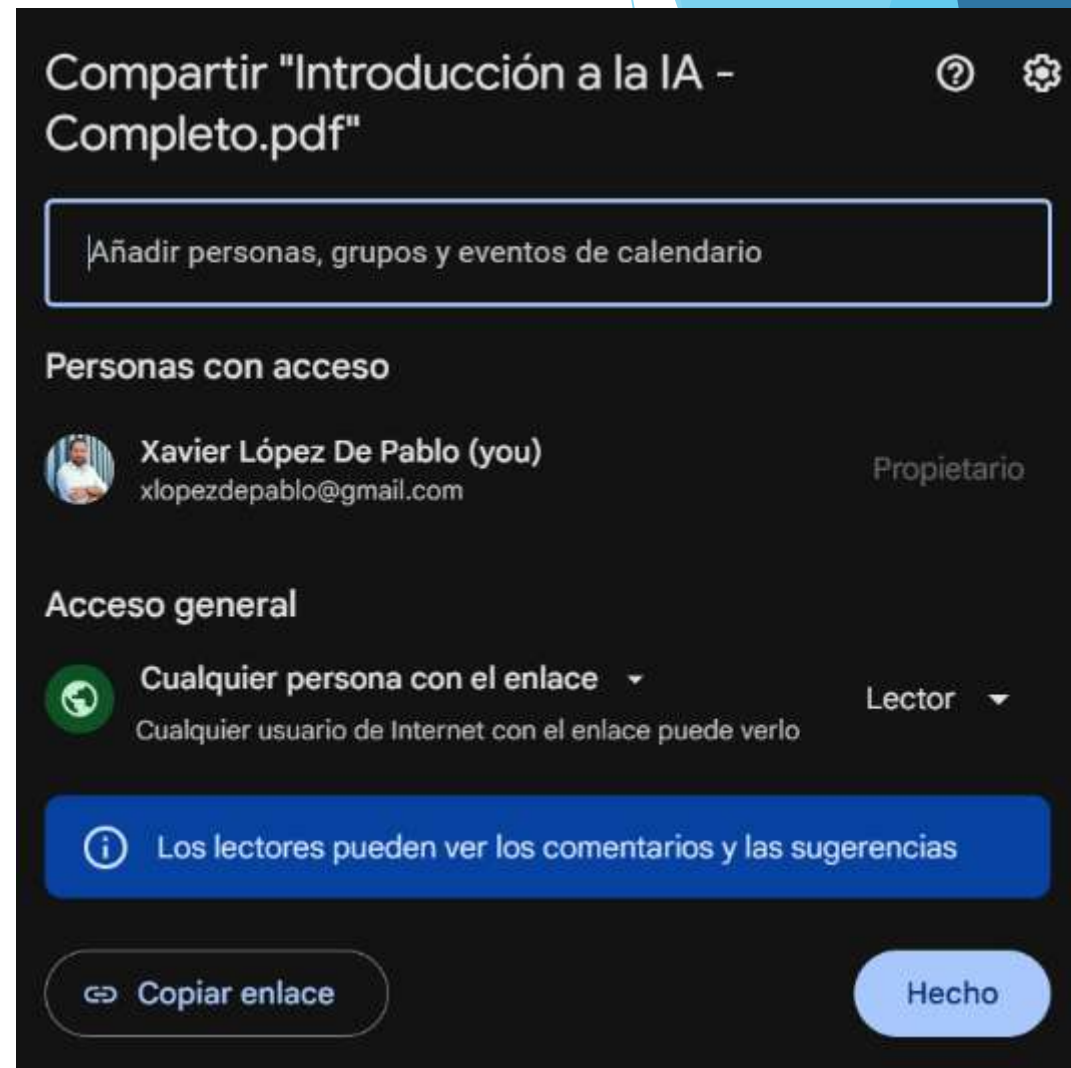 Compartir "Introducción a la IA -
Completo.pdf"
Añadir personas, grupos y eventos de calendario
Personas con acceso
Xavier López De Pablo (you)
xlopezdepablo@gmail.com
Propietario
Acceso general
Cualquier persona con el enlace
Cualquier usuario de Internet con el enlace puede verlo
Lector
Los lectores pueden ver los comentarios y las sugerencias
Copiar enlace
Hecho